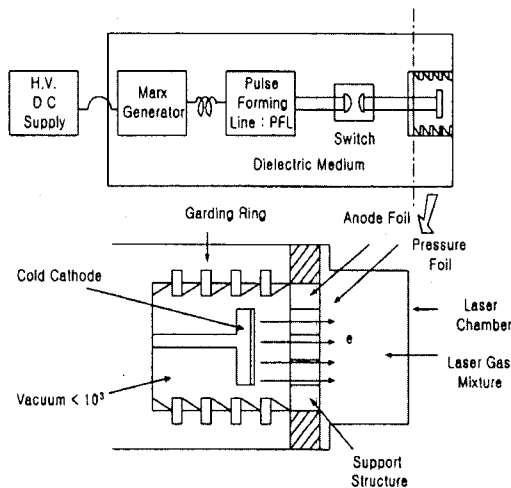 H.V.
D C
Supply
Marx
Generator
Pulse
Forming
Line : PFL
Switch
Dielectric Medium
Garding Ring
Anode Foil
Pressure
Foil
Cold Cathode
Laser
Chamber
e
Laser Gas
Mixture
Vacuum < 10³
Support
Structure